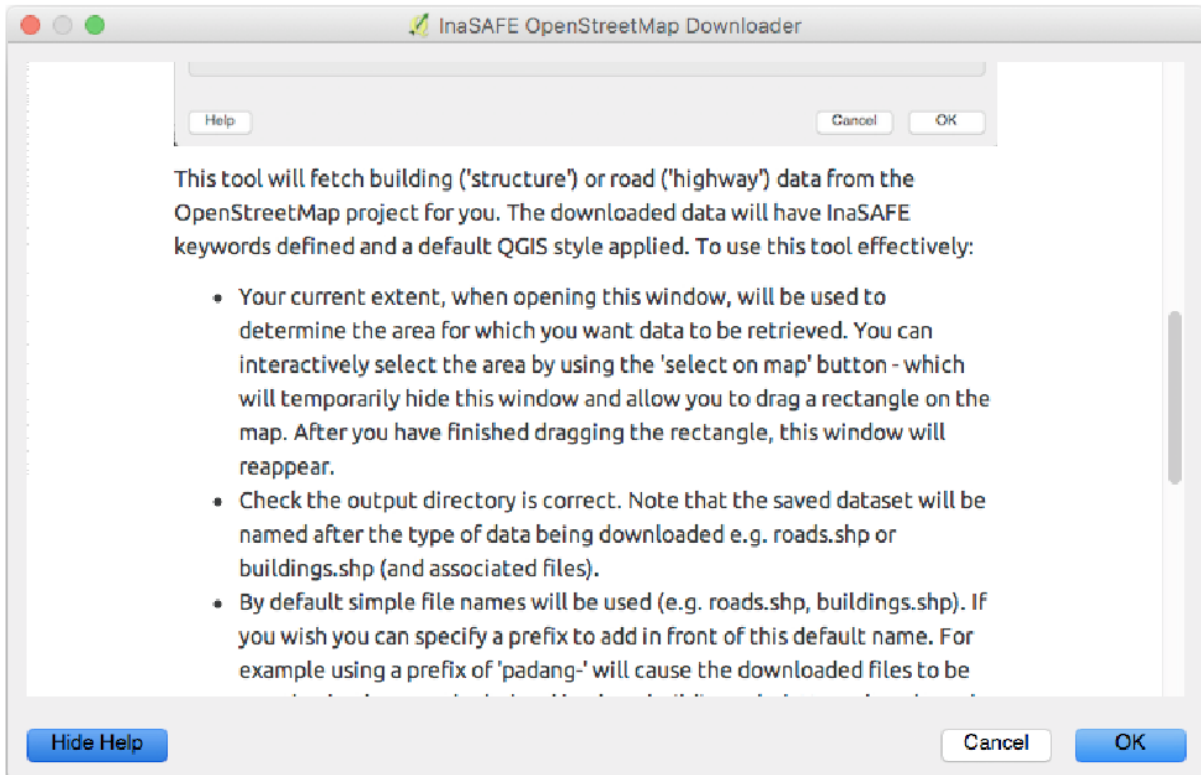 InaSAFE OpenStreetMap Downloader
Help
Cancel
OK
This tool will fetch building ('structure') or road ('highway') data from the
OpenStreetMap project for you. The downloaded data will have InaSAFE
keywords defined and a default QGIS style applied. To use this tool effectively:
• Your current extent, when opening this window, will be used to
determine the area for which you want data to be retrieved. You can
interactively select the area by using the 'select on map' button - which
will temporarily hide this window and allow you to drag a rectangle on the
map. After you have finished dragging the rectangle, this window will
reappear.
• Check the output directory is correct. Note that the saved dataset will be
named after the type of data being downloaded e.g. roads.shp or
buildings.shp (and associated files).
• By default simple file names will be used (e.g. roads.shp, buildings.shp). If
you wish you can specify a prefix to add in front of this default name. For
example using a prefix of 'padang-' will cause the downloaded files to be
Hide Help
Cancel
OK